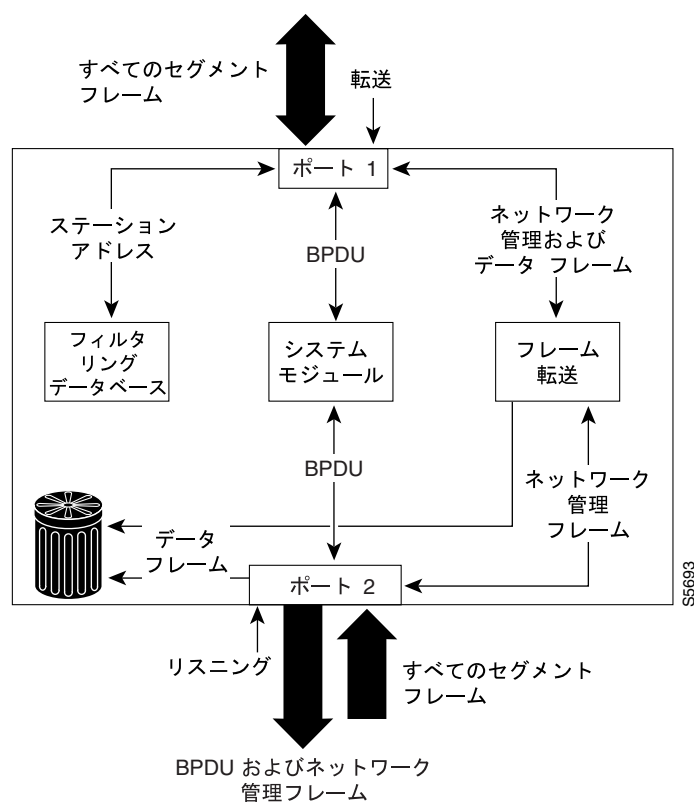 すべてのセグメント
フレーム
転送
ポート 1
ステーション
アドレス
BPDU
ネットワーク
管理および
データ フレーム
フィルタ
リング
データベース
システム
モジュール
フレーム
転送
BPDU
ネットワーク
管理
フレーム
データ
フレーム
ポート 2
S5693
リスニング
すべてのセグメント
フレーム
BPDU およびネットワーク
管理フレーム